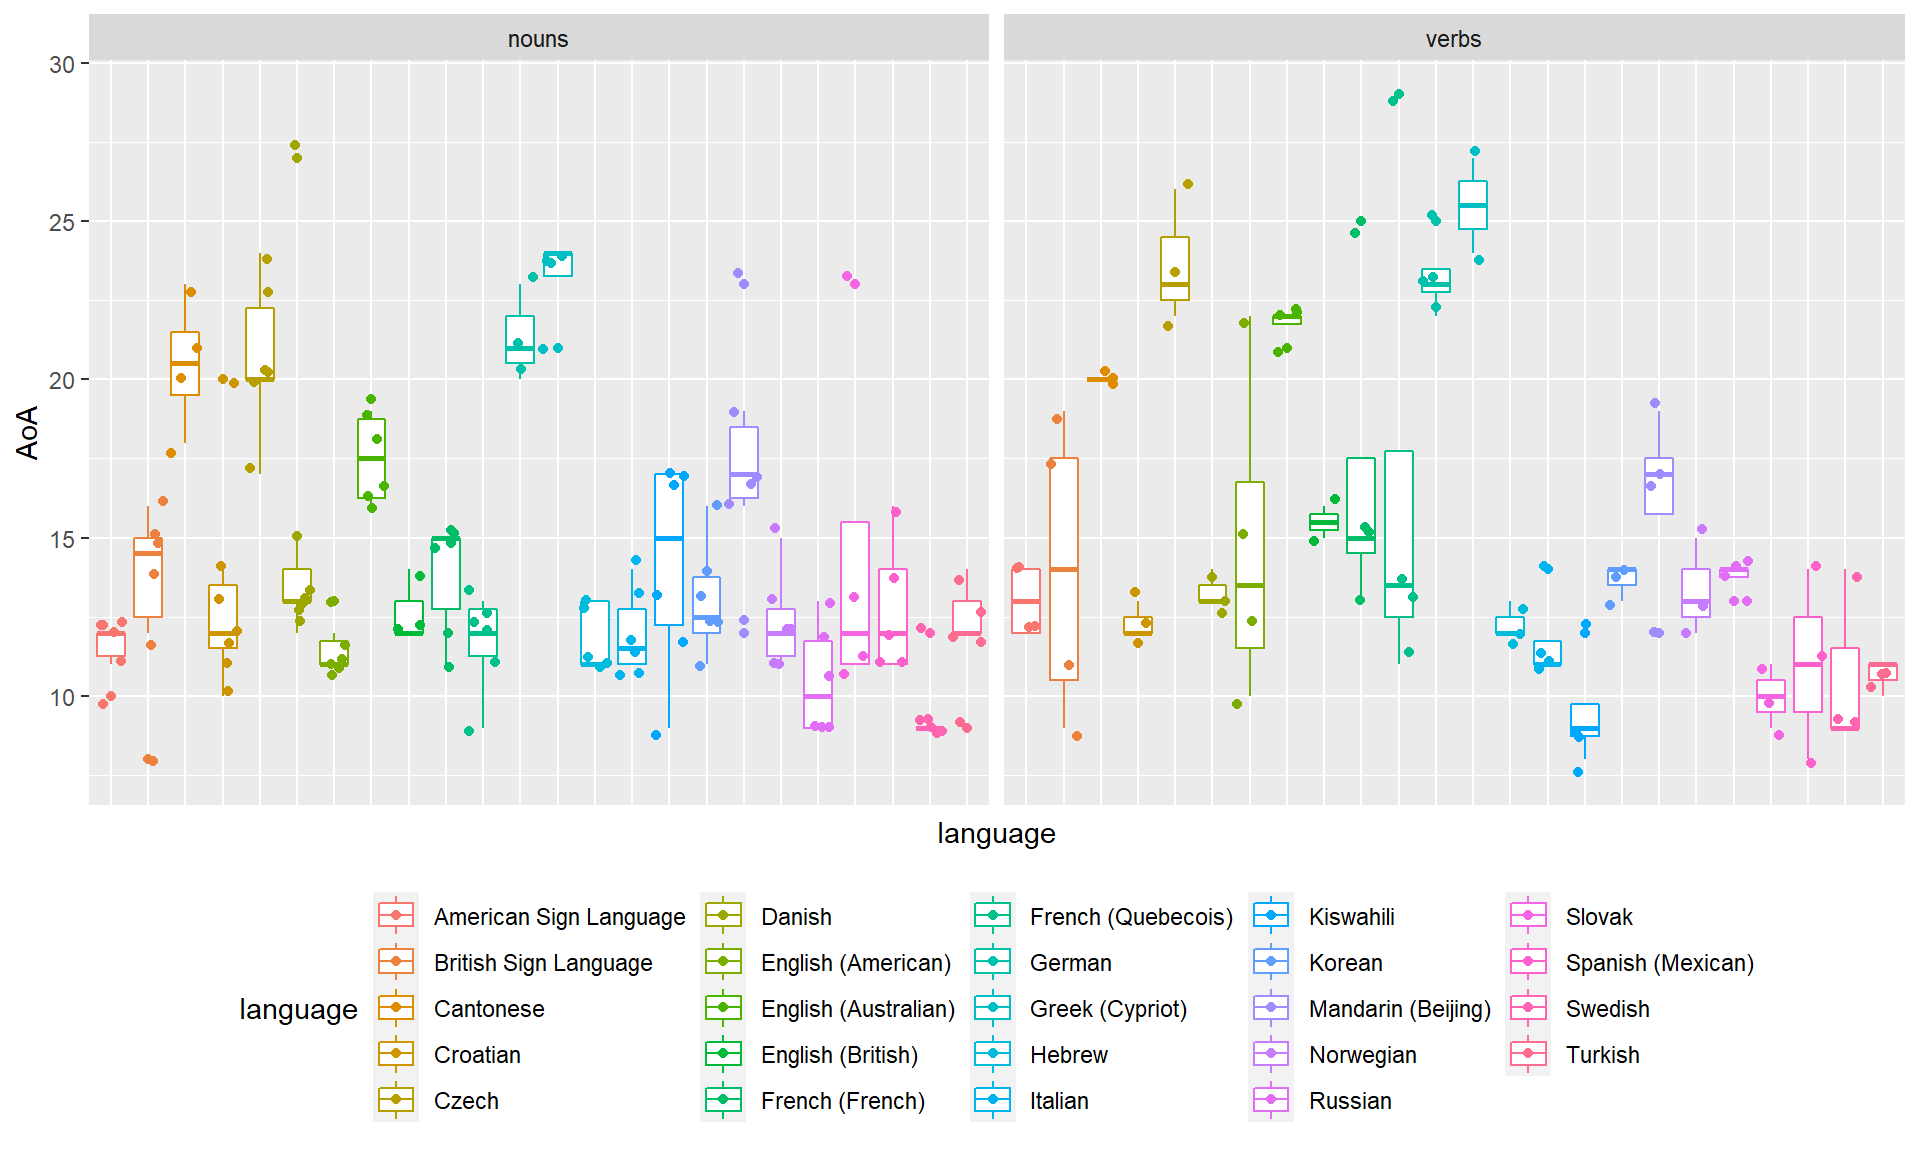 nouns
verbs
30
25
20
15
10
AoA
language
language
American Sign Language
British Sign Language
Cantonese
Croatian
Czech
Danish
English (American)
English (Australian)
English (British)
French (French)
French (Quebecois)
German
Greek (Cypriot)
Hebrew
Italian
Kiswahili
Korean
Mandarin (Beijing)
Norwegian
Russian
Slovak
Spanish (Mexican)
Swedish
Turkish